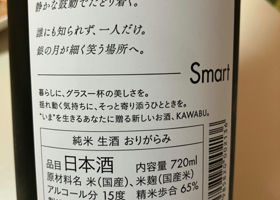 静かな鼓動でたどり着く。
誰にも知られず、一人だけ。
銀の月が細く笑う場所へ。
Smart
暮らしに、グラス一杯の美しさを。
揺れ動く気持ちに、そっと寄り添うひとときを。
“いま”を生きるあなたに贈る新しいお酒、KAWABU。
純米 生酒 おりがらみ
品目 日本酒 内容量 720ml
原材料名 米(国産)、米麹(国産米)
アルコール分 15度 精米歩合 65%